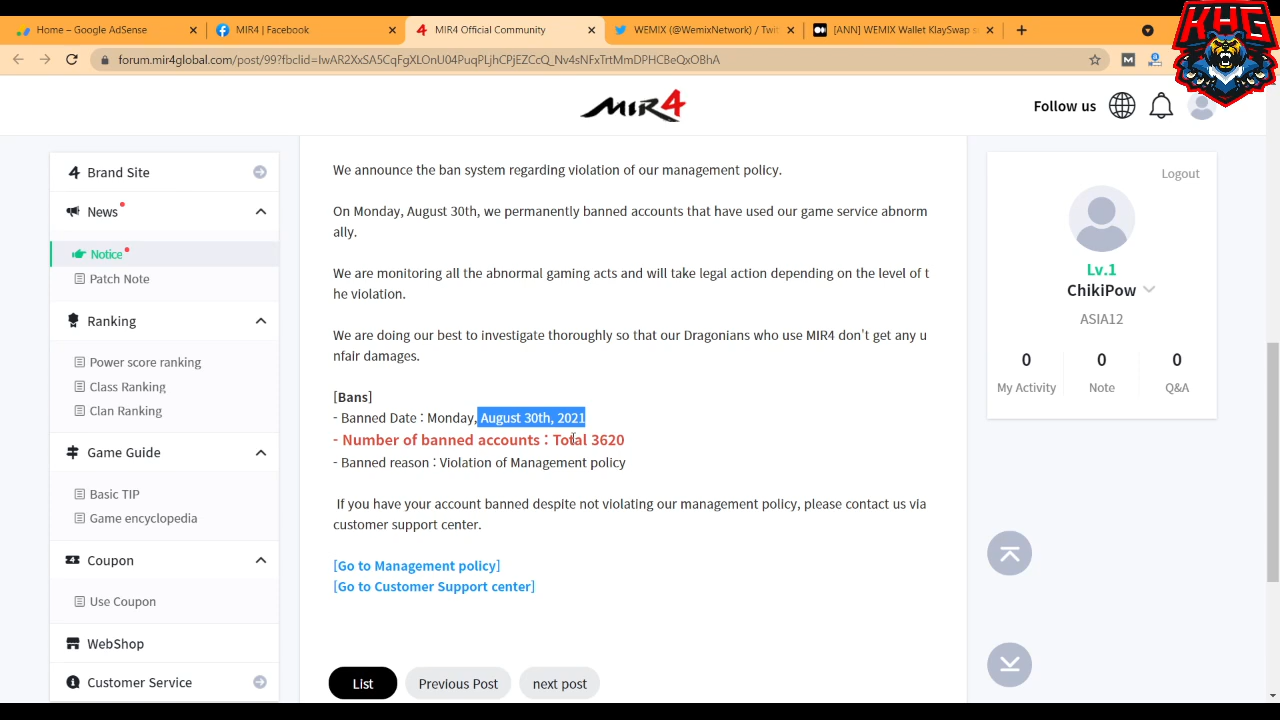 KHG
Home – Google AdSense
MIR4 | Facebook
MIR4 Official Community
WEMIX (@WemixNetwork) / Twit
[ANN] WEMIX Wallet KlaySwap s
forum.mir4global.com/post/99?fbclid=IwAR2XxSA5CqFgXLDnU04PuqPLjhCPjEZCcQ_Nv4sNFxTrtMmDPHCBeQxOBhA
MIR4
Follow us
Brand Site
News
Notice
Patch Note
Ranking
Power score ranking
Class Ranking
Clan Ranking
Game Guide
Basic TIP
Game encyclopedia
Coupon
Use Coupon
WebShop
Customer Service
We announce the ban system regarding violation of our management policy.
On Monday, August 30th, we permanently banned accounts that have used our game service abnorm
ally.
We are monitoring all the abnormal gaming acts and will take legal action depending on the level of t
he violation.
We are doing our best to investigate thoroughly so that our Dragonians who use MIR4 don't get any u
nfair damages.
[Bans]
- Banned Date : Monday, August 30th, 2021
- Number of banned accounts : Total 3620
- Banned reason : Violation of Management policy
If you have your account banned despite not violating our management policy, please contact us via
customer support center.
[Go to Management policy]
[Go to Customer Support center]
List
Previous Post
next post
Logout
Lv.1
ChikiPow
ASIA12
0 0 0
My Activity Note Q&A